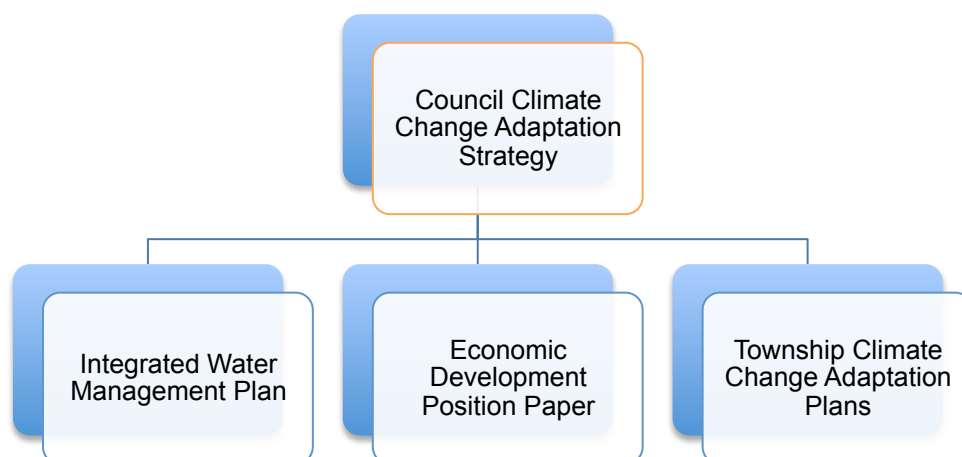 Council Climate
Change Adaptation
Strategy
Integrated Water
Management Plan
Economic
Development
Position Paper
Township Climate
Change Adaptation
Plans